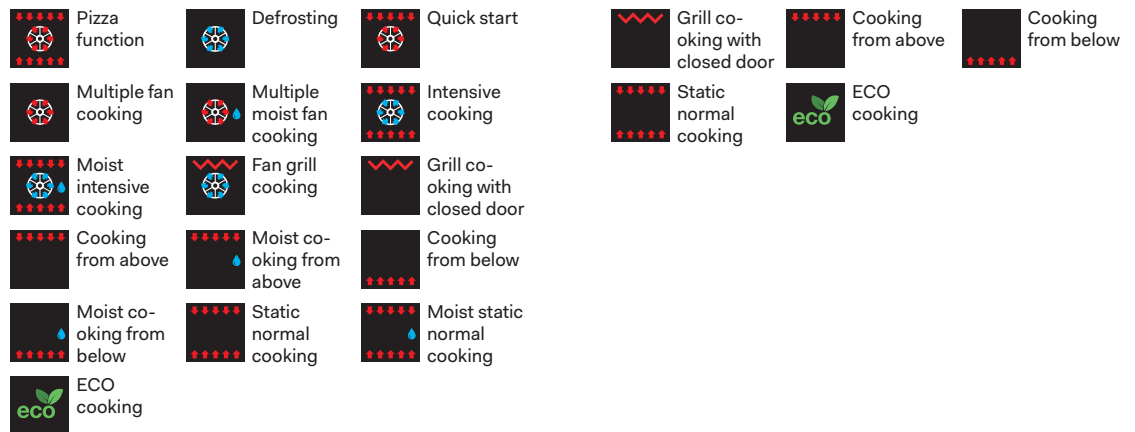 Pizza
function
Defrosting
Quick start
Multiple fan
cooking
Multiple
moist fan
cooking
Intensive
cooking
Moist
intensive
cooking
Fan grill
cooking
Grill co-
oking with
closed door
Cooking
from above
Moist co-
oking from
above
Cooking
from below
Moist co-
oking from
below
Static
normal
cooking
Moist static
normal
cooking
eco
ECO
cooking
Grill co-
oking with
closed door
Cooking
from above
Cooking
from below
Static
normal
cooking
eco
ECO
cooking